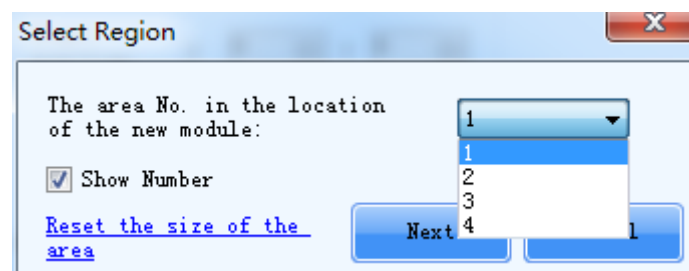 Select Region
The area No. in the location
of the new module:
1
1
2
3
4
Show Number
Reset the size of the
area
Next
l